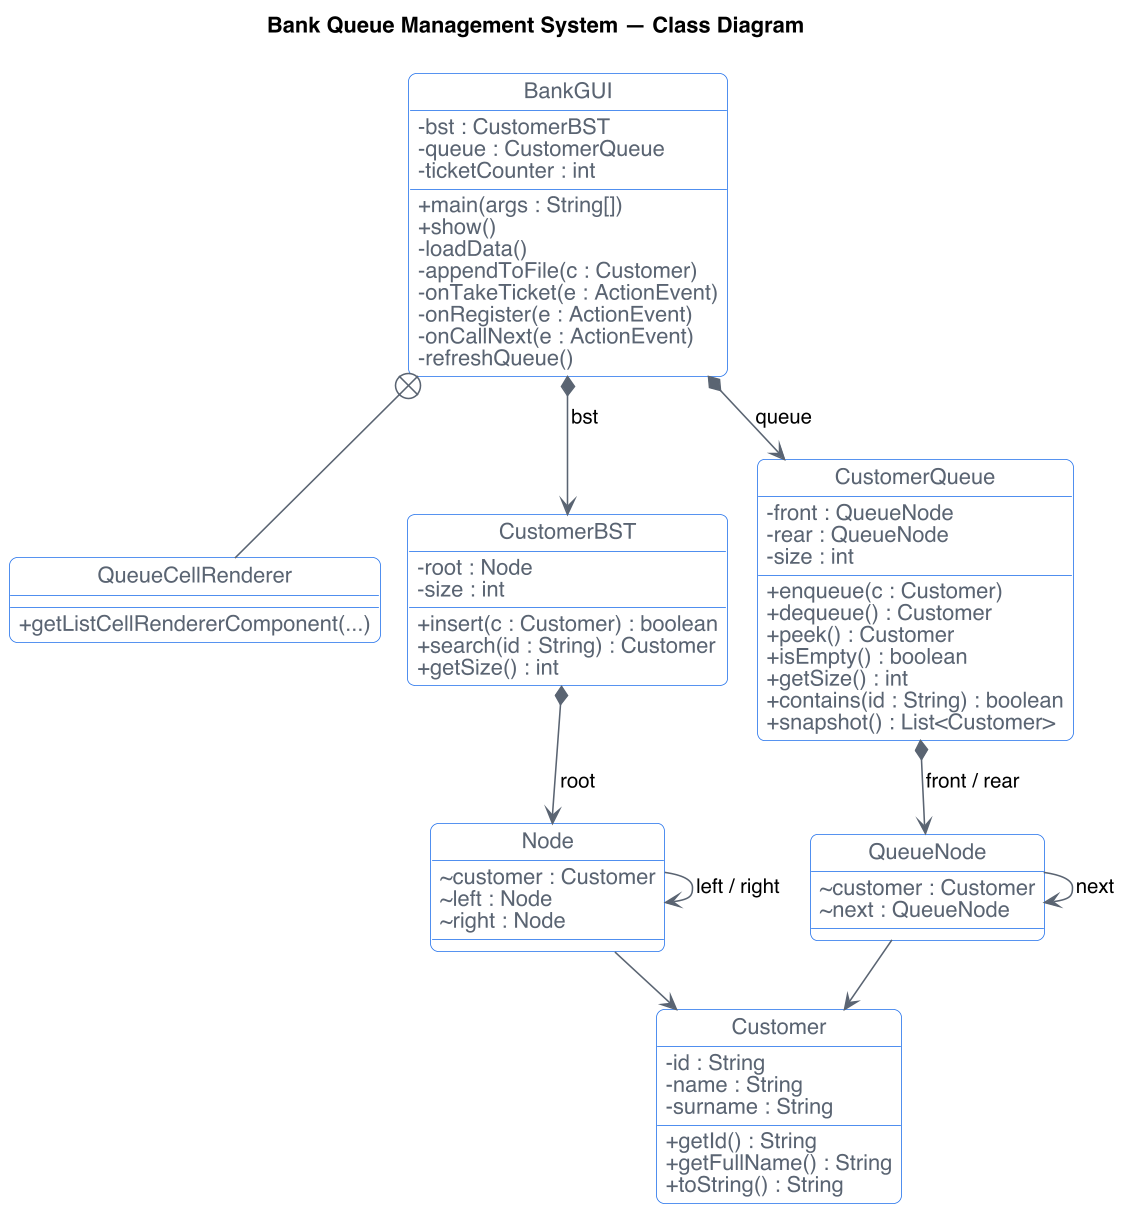 Bank Queue Management System — Class Diagram
BankGUI
-bst : CustomerBST
-queue : CustomerQueue
-ticketCounter : int
+main(args : String[])
+show()
-loadData()
-appendToFile(c : Customer)
-onTakeTicket(e : ActionEvent)
-onRegister(e : ActionEvent)
-onCallNext(e : ActionEvent)
-refreshQueue()
bst
queue
QueueCellRenderer
+getListCellRendererComponent(...)
CustomerBST
-root : Node
-size : int
+insert(c : Customer) : boolean
+search(id : String) : Customer
+getSize() : int
CustomerQueue
-front : QueueNode
-rear : QueueNode
-size : int
+enqueue(c : Customer)
+dequeue() : Customer
+peek() : Customer
+isEmpty() : boolean
+getSize() : int
+contains(id : String) : boolean
+snapshot() : List<Customer>
root
front / rear
Node
~customer : Customer
~left : Node
~right : Node
left / right
QueueNode
~customer : Customer
~next : QueueNode
next
Customer
-id : String
-name : String
-surname : String
+getId() : String
+getFullName() : String
+toString() : String